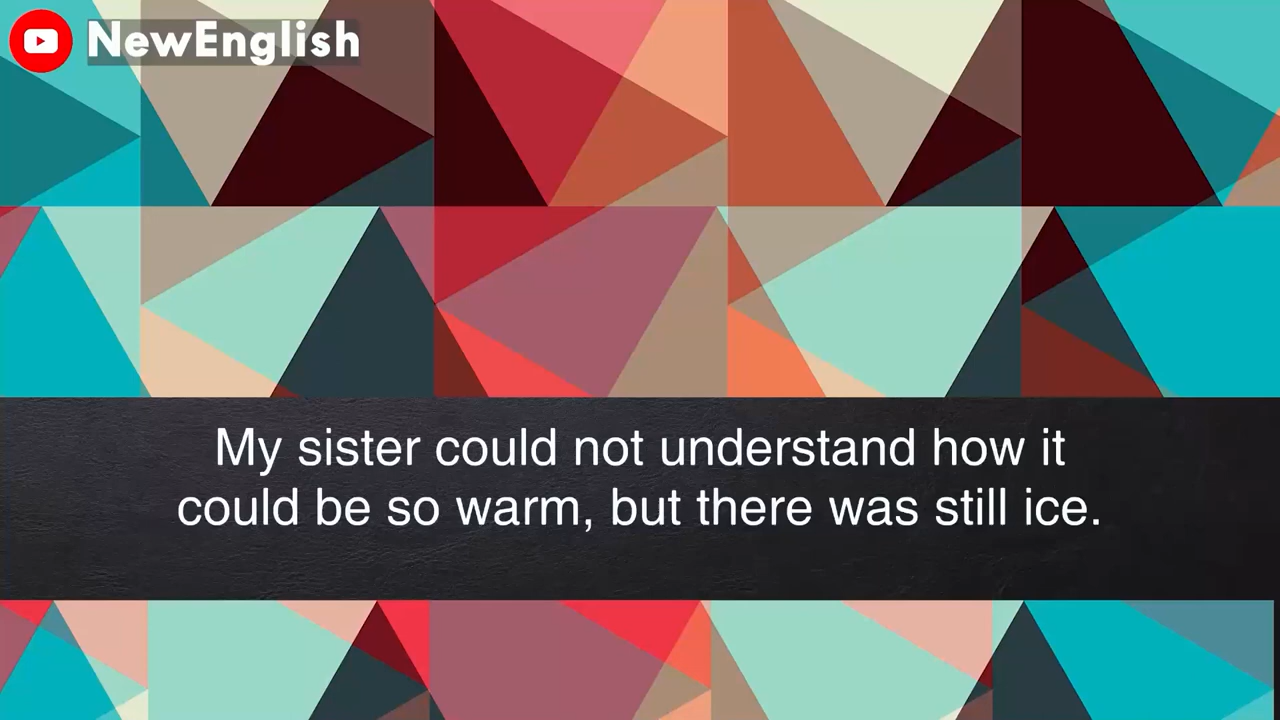 NewEnglish
My sister could not understand how it
could be so warm, but there was still ice.